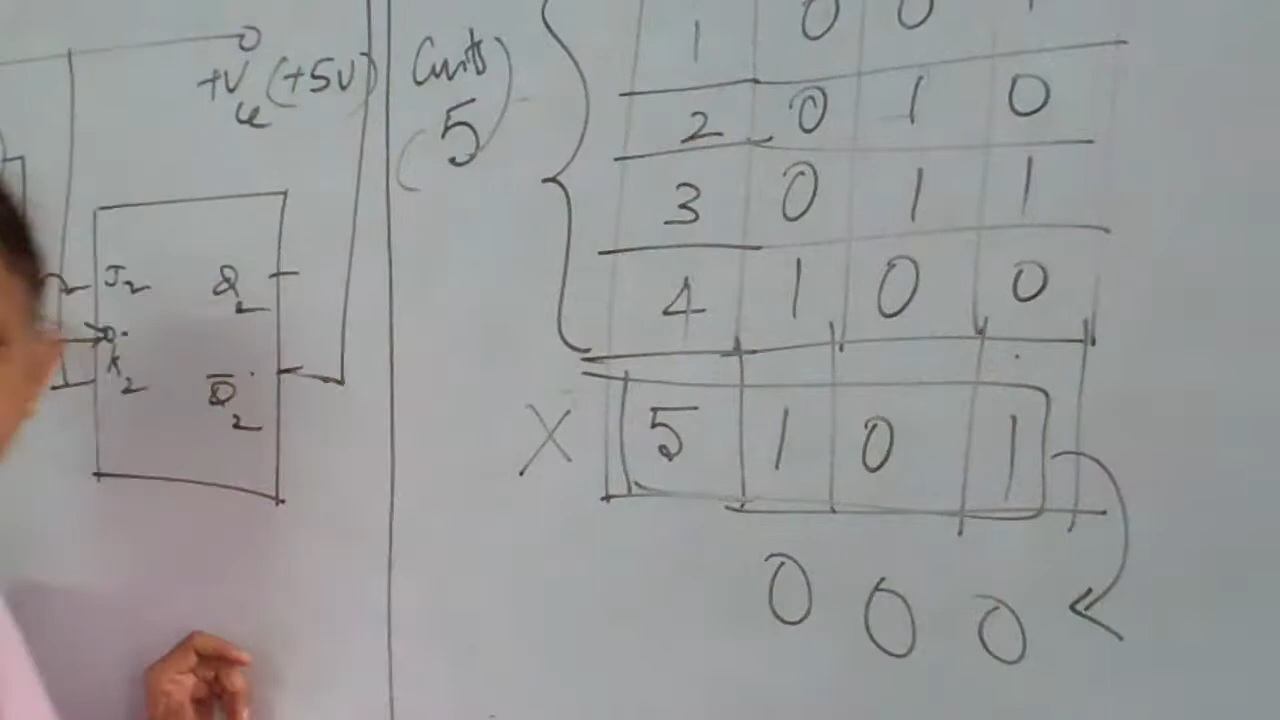 +Vcc (+5V)
J2 Q2
K2 Q̅2
Counts
(5)
1 0 0 1
2 0 1 0
3 0 1 1
4 1 0 0
X 5 1 0 1
0 0 0